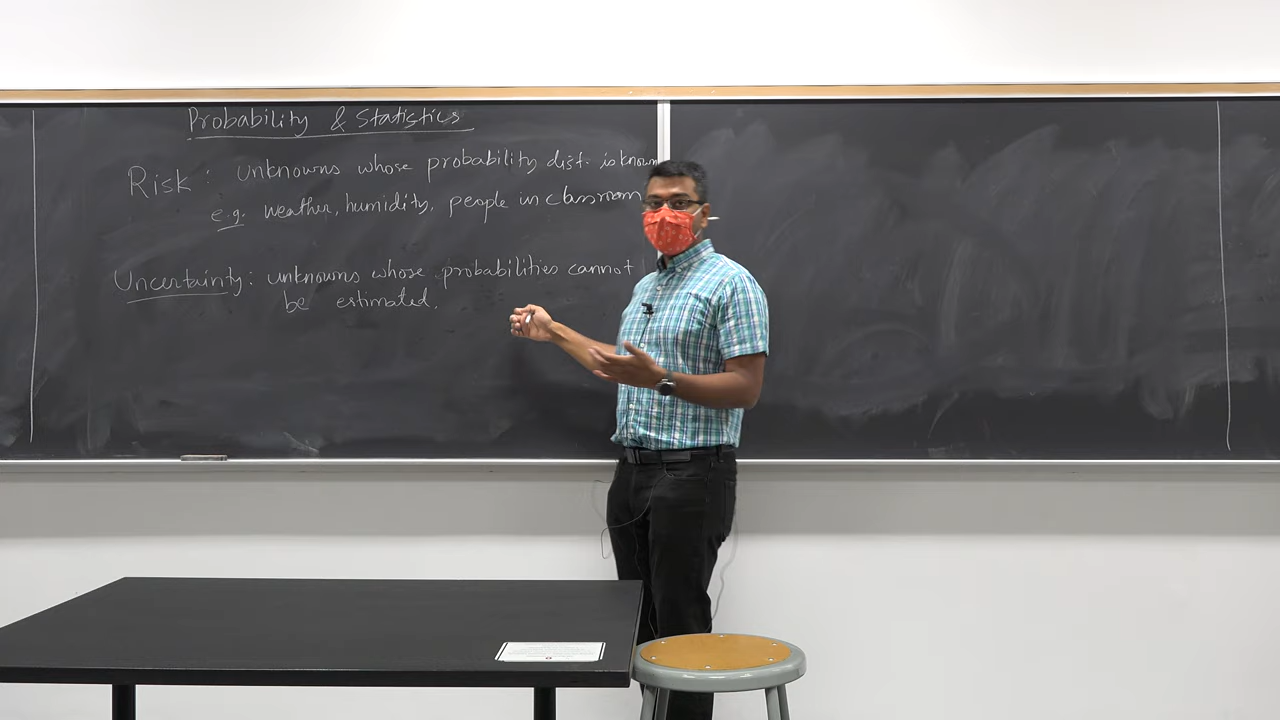 Probability & Statistics
Risk: unknowns whose probability dist. is known
e.g. weather, humidity, people in classroom
Uncertainty: unknowns whose probabilities cannot
be estimated.